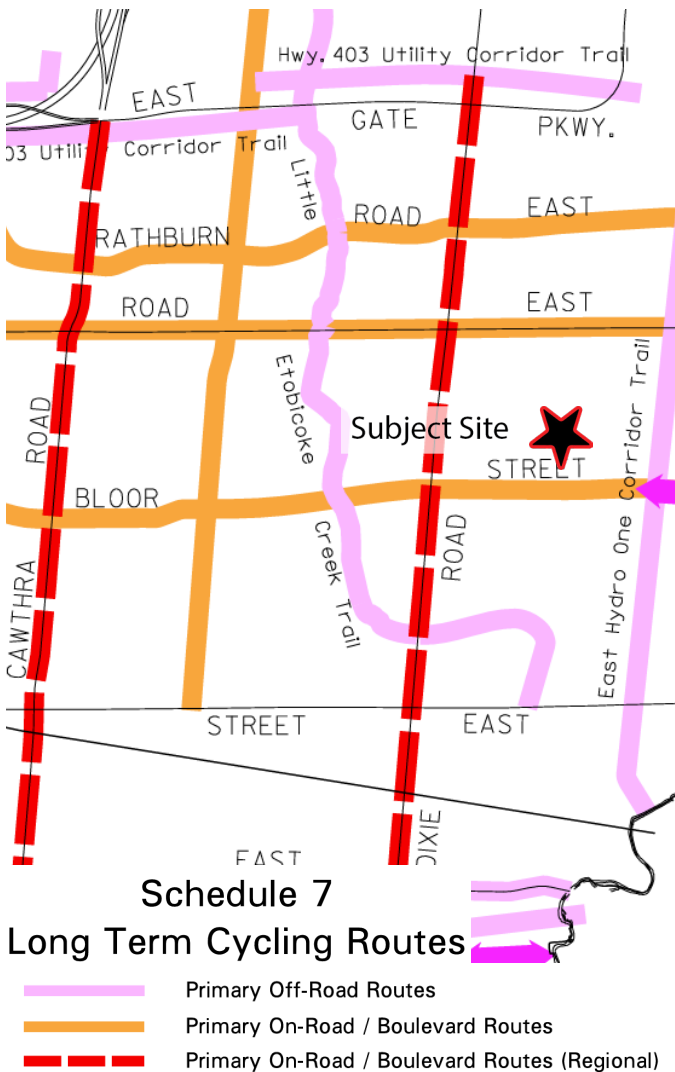 Hwy. 403 Utility Corridor Trail
EAST
GATE
PKWY.
03 Utility Corridor Trail
Little
ROAD
EAST
RATHBURN
ROAD
EAST
Etobicoke
East Hydro One Corridor Trail
ROAD
Subject Site
STREET
BLOOR
Creek Trail
ROAD
CAWTHRA
STREET
EAST
DIXIE
EAST
Schedule 7
Long Term Cycling Routes
Primary Off-Road Routes
Primary On-Road / Boulevard Routes
Primary On-Road / Boulevard Routes (Regional)